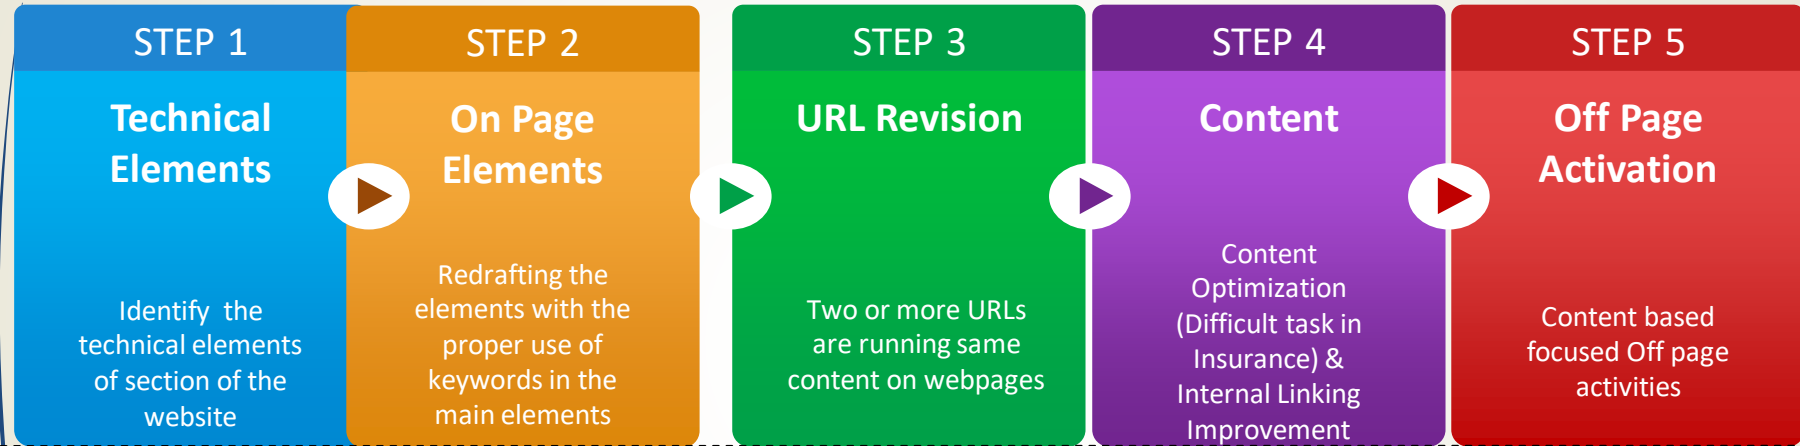 STEP 1
Technical
Elements
Identify the
technical elements
of section of the
website
STEP 2
On Page
Elements
Redrafting the
elements with the
proper use of
keywords in the
main elements
STEP 3
URL Revision
Two or more URLs
are running same
content on webpages
STEP 4
Content
Content
Optimization
(Difficult task in
Insurance) &
Internal Linking
Improvement
STEP 5
Off Page
Activation
Content based
focused Off page
activities